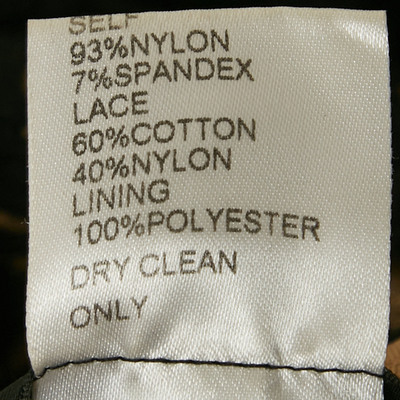 SELF
93%NYLON
7%SPANDEX
LACE
60%COTTON
40%NYLON
LINING
100%POLYESTER
DRY CLEAN
ONLY